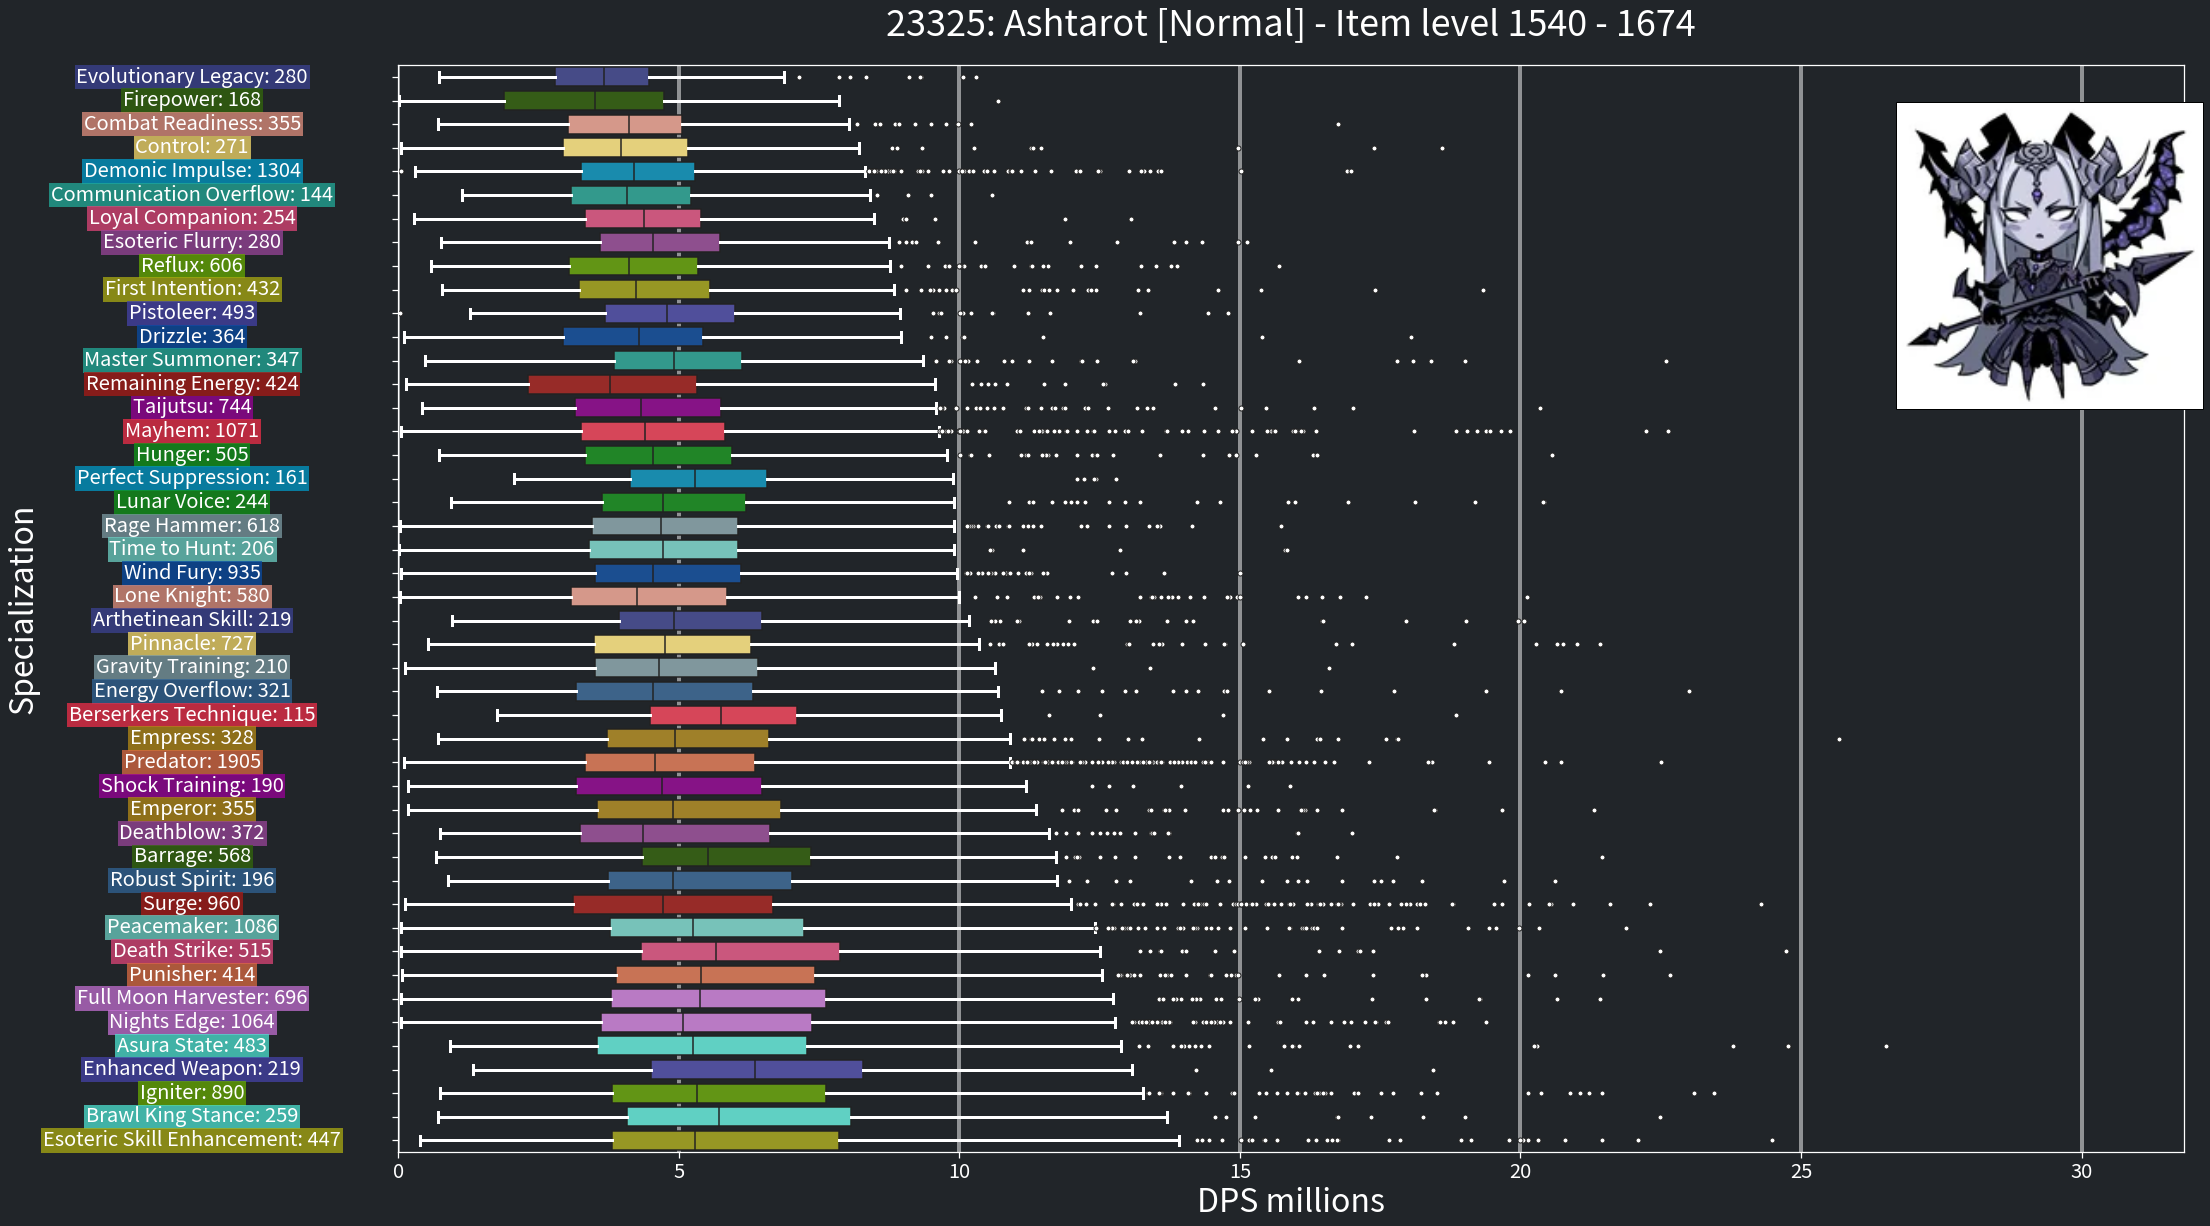 23325: Ashtarot [Normal] - Item level 1540 - 1674
Specialization
Evolutionary Legacy: 280
Firepower: 168
Combat Readiness: 355
Control: 271
Demonic Impulse: 1304
Communication Overflow: 144
Loyal Companion: 254
Esoteric Flurry: 280
Reflux: 606
First Intention: 432
Pistoleer: 493
Drizzle: 364
Master Summoner: 347
Remaining Energy: 424
Taijutsu: 744
Mayhem: 1071
Hunger: 505
Perfect Suppression: 161
Lunar Voice: 244
Rage Hammer: 618
Time to Hunt: 206
Wind Fury: 935
Lone Knight: 580
Arthetinean Skill: 219
Pinnacle: 727
Gravity Training: 210
Energy Overflow: 321
Berserkers Technique: 115
Empress: 328
Predator: 1905
Shock Training: 190
Emperor: 355
Deathblow: 372
Barrage: 568
Robust Spirit: 196
Surge: 960
Peacemaker: 1086
Death Strike: 515
Punisher: 414
Full Moon Harvester: 696
Nights Edge: 1064
Asura State: 483
Enhanced Weapon: 219
Igniter: 890
Brawl King Stance: 259
Esoteric Skill Enhancement: 447
0 5 10 15 20 25 30
DPS millions